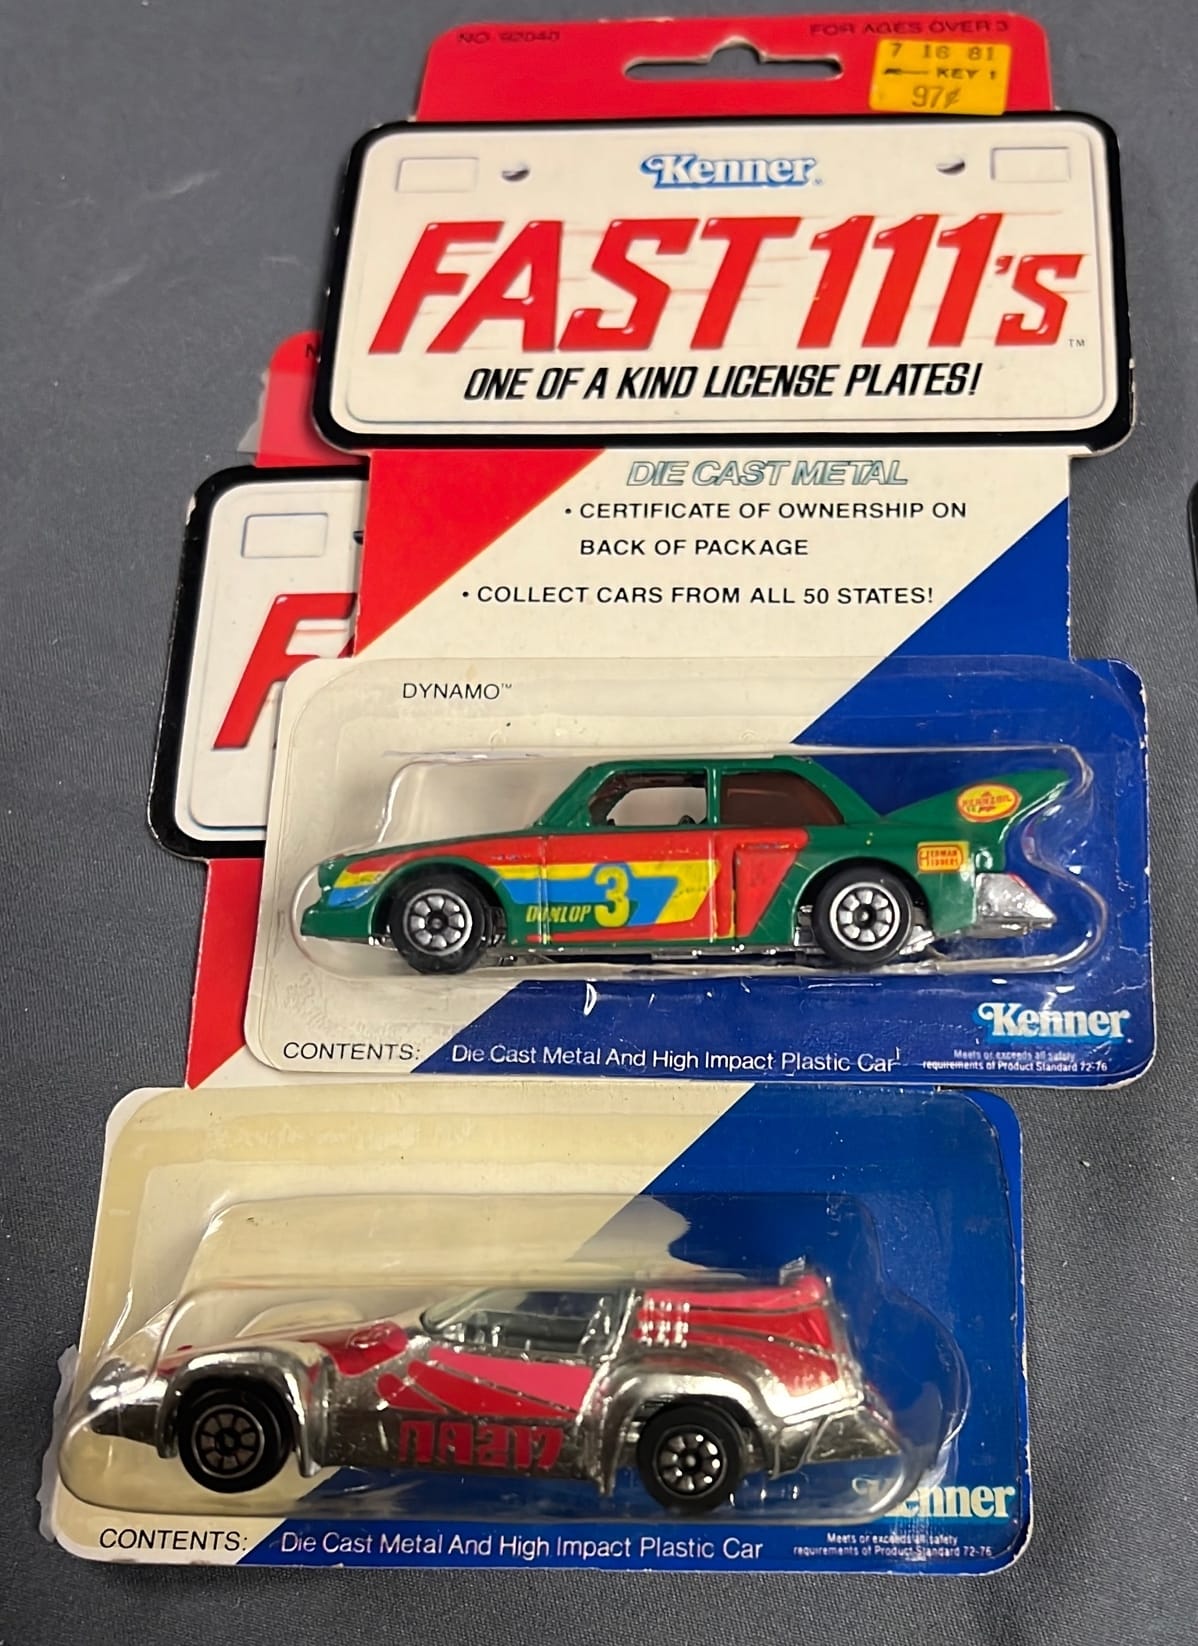 NO. 92040
FOR AGES OVER 3
7 16 81
KEY 1
97¢
Kenner
FAST 111's™
ONE OF A KIND LICENSE PLATES!
DIE CAST METAL
• CERTIFICATE OF OWNERSHIP ON
BACK OF PACKAGE
• COLLECT CARS FROM ALL 50 STATES!
F
DYNAMO™
PENNZOIL
DUNLOP 3
Kenner
CONTENTS: Die Cast Metal And High Impact Plastic Car
Meets or exceeds all safety
requirements of Product Standard 72-76
Kenner
CONTENTS: Die Cast Metal And High Impact Plastic Car
Meets or exceeds all safety
requirements of Product Standard 72-76